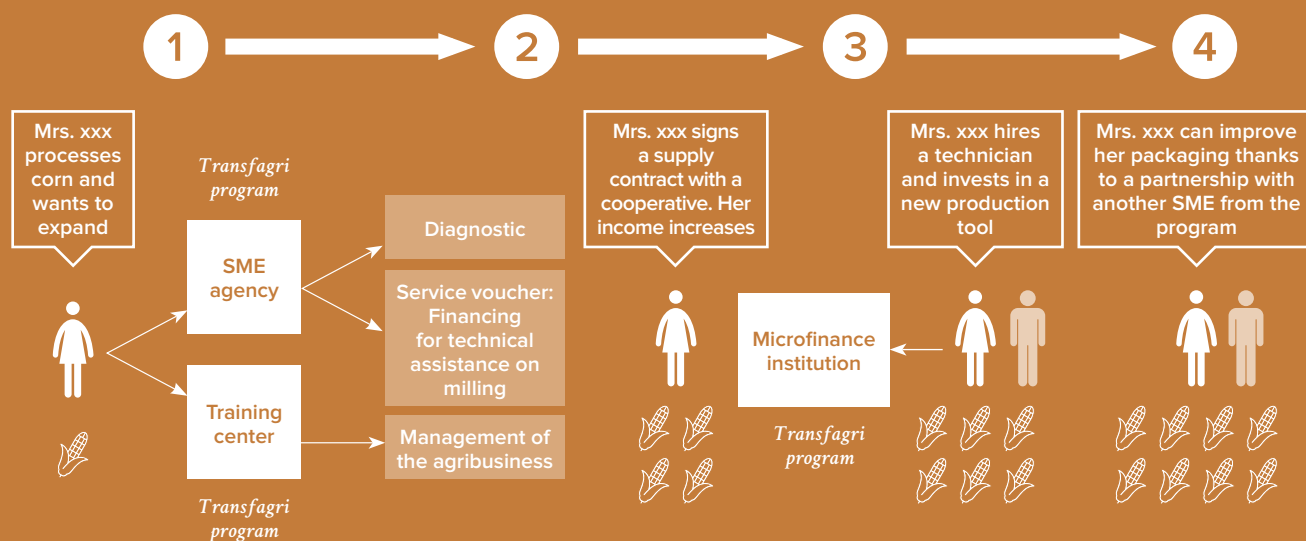 1
2
3
4
Mrs. xxx
processes
corn and
wants to
expand
Transfagri
program
SME
agency
Training
center
Transfagri
program
Diagnostic
Service voucher:
Financing
for technical
assistance on
milling
Management of
the agribusiness
Mrs. xxx signs
a supply
contract with a
cooperative. Her
income increases
Microfinance
institution
Transfagri
program
Mrs. xxx hires
a technician
and invests in a
new production
tool
Mrs. xxx can improve
her packaging thanks
to a partnership with
another SME from the
program